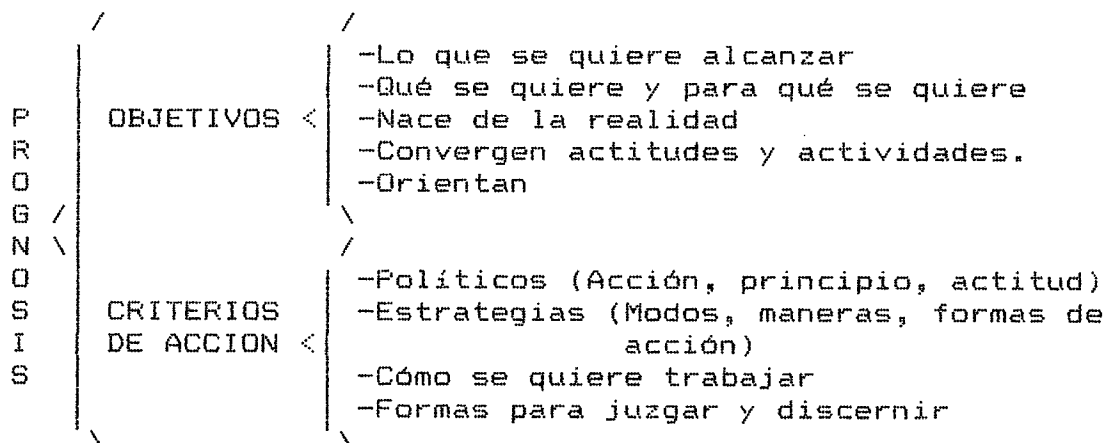 PROGNOSIS
OBJETIVOS
-Lo que se quiere alcanzar
-Qué se quiere y para qué se quiere
-Nace de la realidad
-Convergen actitudes y actividades.
-Orientan
CRITERIOS
DE ACCION
-Políticos (Acción, principio, actitud)
-Estrategias (Modos, maneras, formas de
acción)
-Cómo se quiere trabajar
-Formas para juzgar y discernir